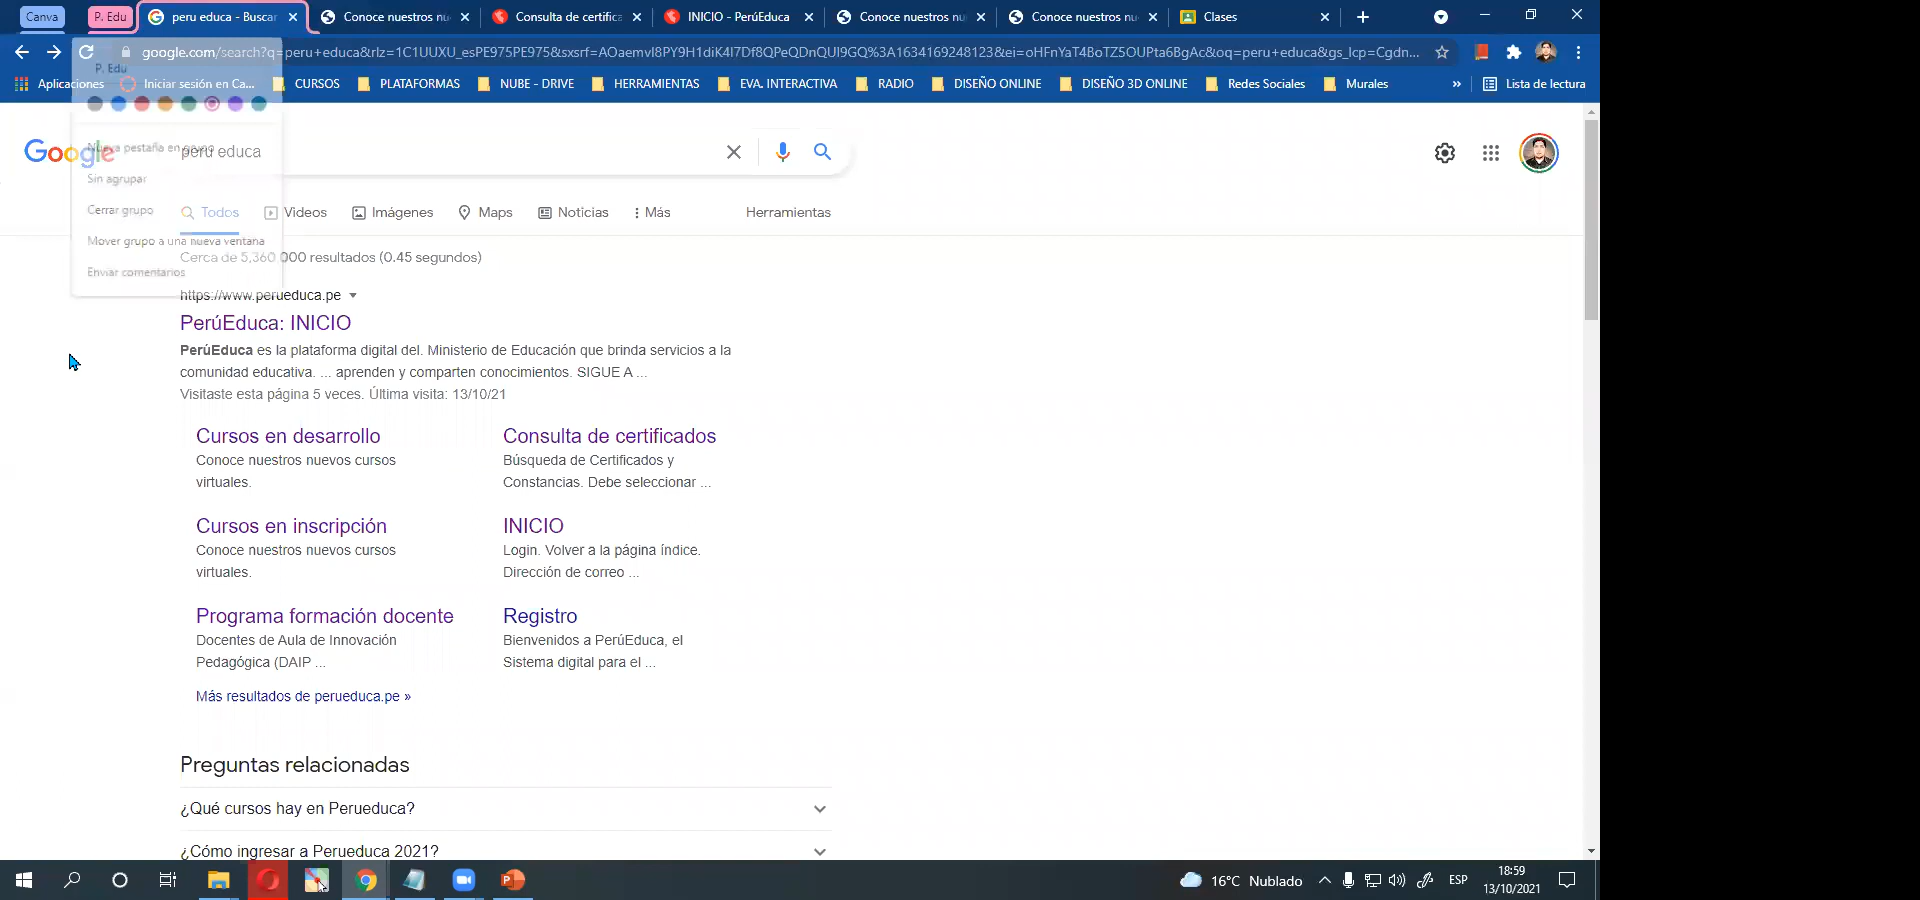 Canva
P. Edu
peru educa - Buscar
Conoce nuestros nu
Consulta de certifica
INICIO - PerúEduca
Conoce nuestros nu
Conoce nuestros nu
Clases
google.com/search?q=peru+educa&rlz=1C1UUXU_esPE975PE975&sxsrf=AOaemvI8PY9H1diK4I7Df8QPeQDnQUI9GQ%3A1634169248123&ei=oHFnYaT4BoTZ5OUPta6BgAc&oq=peru+educa&gs_lcp=Cgdn...
P. Edu
Aplicaciones
Iniciar sesión en Ca...
CURSOS
PLATAFORMAS
NUBE - DRIVE
HERRAMIENTAS
EVA. INTERACTIVA
RADIO
DISEÑO ONLINE
DISEÑO 3D ONLINE
Redes Sociales
Murales
»
Lista de lectura
Google
peru educa
Nueva pestaña en grupo
Sin agrupar
Cerrar grupo
Mover grupo a una nueva ventana
Enviar comentarios
Todos
Videos
Imágenes
Maps
Noticias
Más
Herramientas
Cerca de 5,360,000 resultados (0.45 segundos)
https://www.perueduca.pe
PerúEduca: INICIO
PerúEduca es la plataforma digital del. Ministerio de Educación que brinda servicios a la
comunidad educativa. ... aprenden y comparten conocimientos. SIGUE A ...
Visitaste esta página 5 veces. Última visita: 13/10/21
Cursos en desarrollo
Conoce nuestros nuevos cursos
virtuales.
Consulta de certificados
Búsqueda de Certificados y
Constancias. Debe seleccionar ...
Cursos en inscripción
Conoce nuestros nuevos cursos
virtuales.
INICIO
Login. Volver a la página índice.
Dirección de correo ...
Programa formación docente
Docentes de Aula de Innovación
Pedagógica (DAIP ...
Registro
Bienvenidos a PerúEduca, el
Sistema digital para el ...
Más resultados de perueduca.pe »
Preguntas relacionadas
¿Qué cursos hay en Perueduca?
¿Cómo ingresar a Perueduca 2021?
16°C Nublado
ESP
18:59
13/10/2021